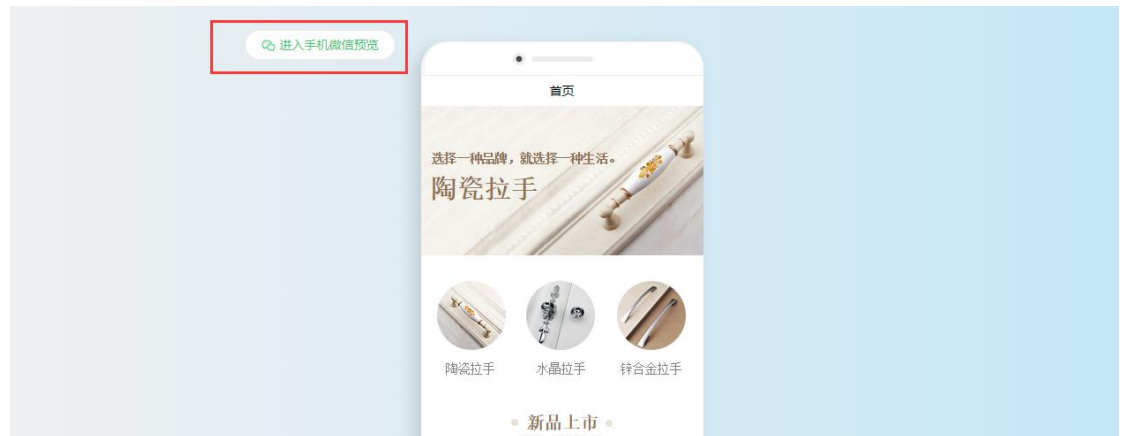 进入手机微信预览
首页
选择一种品牌，就选择一种生活。
陶瓷拉手
陶瓷拉手 水晶拉手 锌合金拉手
新品上市